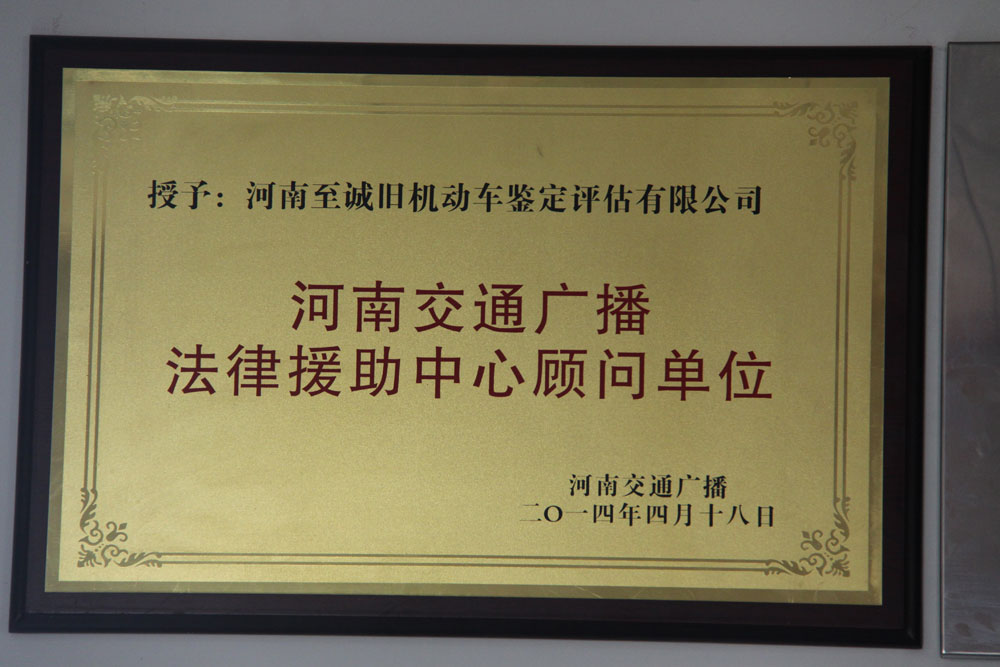 授予：河南至诚旧机动车鉴定评估有限公司
河南交通广播
法律援助中心顾问单位
河南交通广播
二〇一四年四月十八日